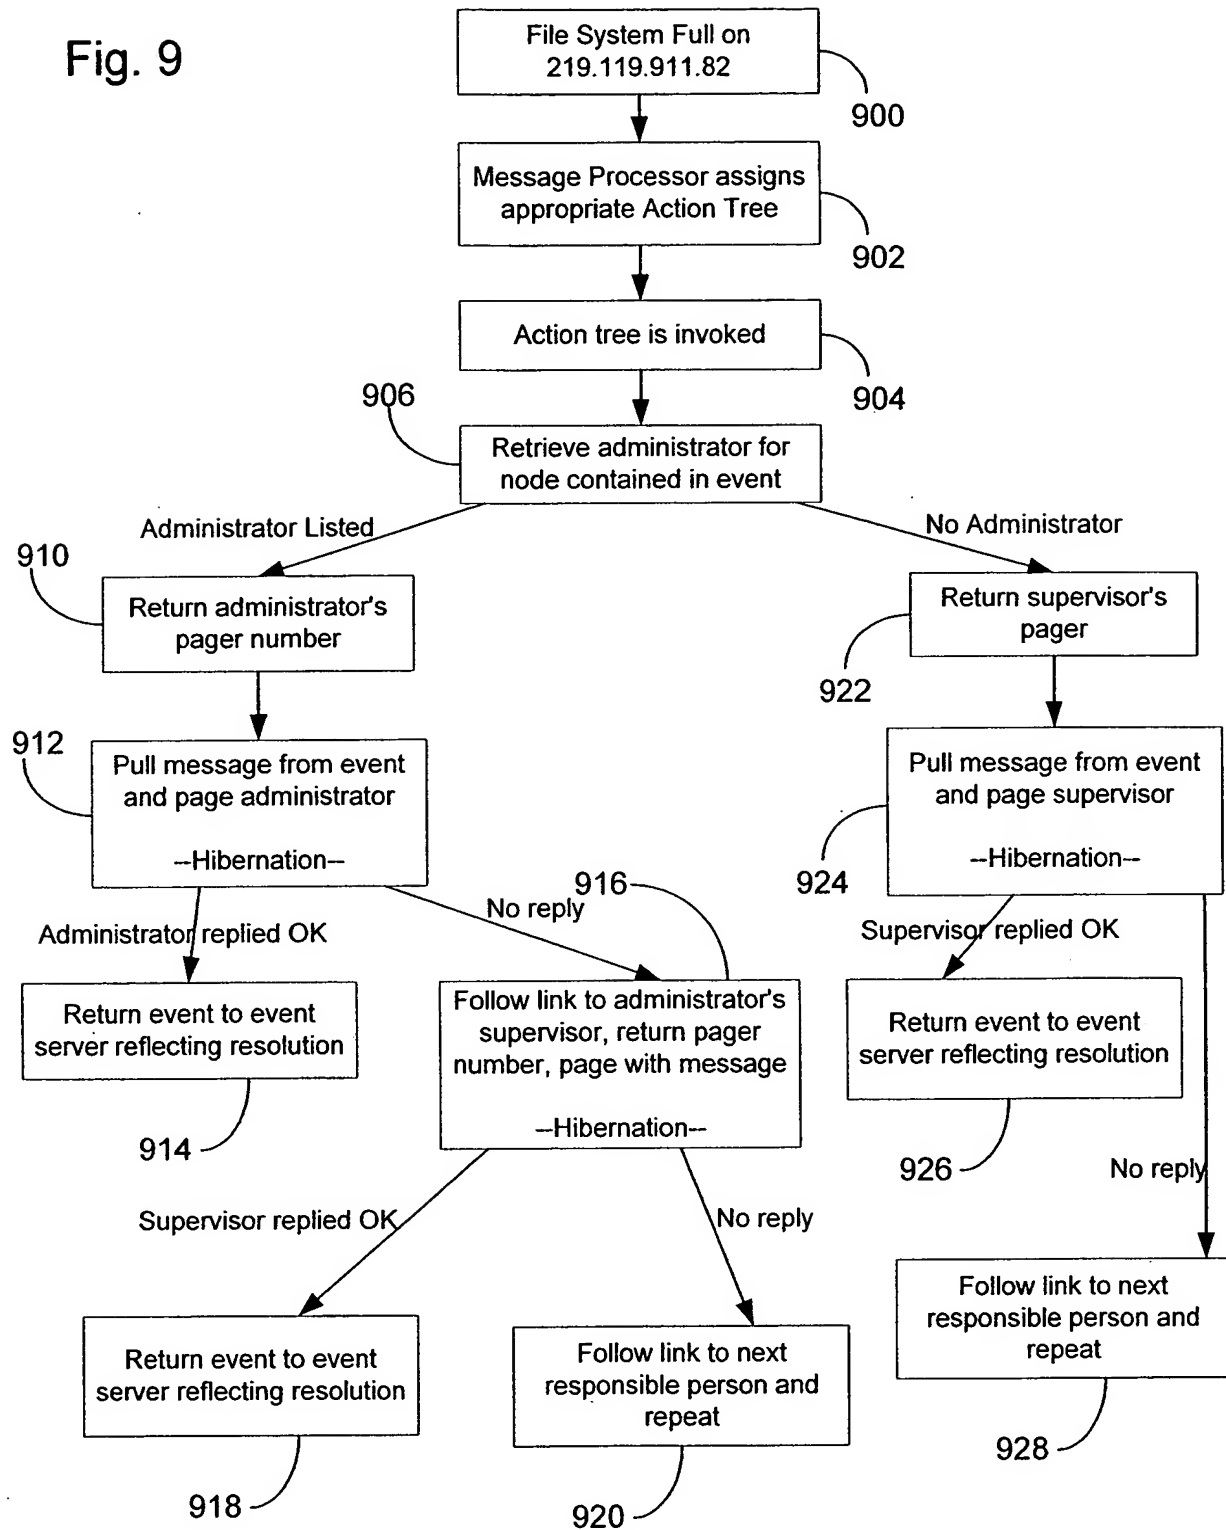 Fig. 9
File System Full on
219.119.911.82
900
Message Processor assigns
appropriate Action Tree
902
Action tree is invoked
904
906
Retrieve administrator for
node contained in event
Administrator Listed
No Administrator
910
Return administrator's
pager number
Return supervisor's
pager
922
912
Pull message from event
and page administrator
--Hibernation--
Pull message from event
and page supervisor
--Hibernation--
924
Administrator replied OK
No reply
916
Supervisor replied OK
Return event to event
server reflecting resolution
914
Follow link to administrator's
supervisor, return pager
number, page with message
--Hibernation--
Return event to event
server reflecting resolution
926
No reply
Supervisor replied OK
No reply
Return event to event
server reflecting resolution
918
Follow link to next
responsible person and
repeat
920
Follow link to next
responsible person and
repeat
928